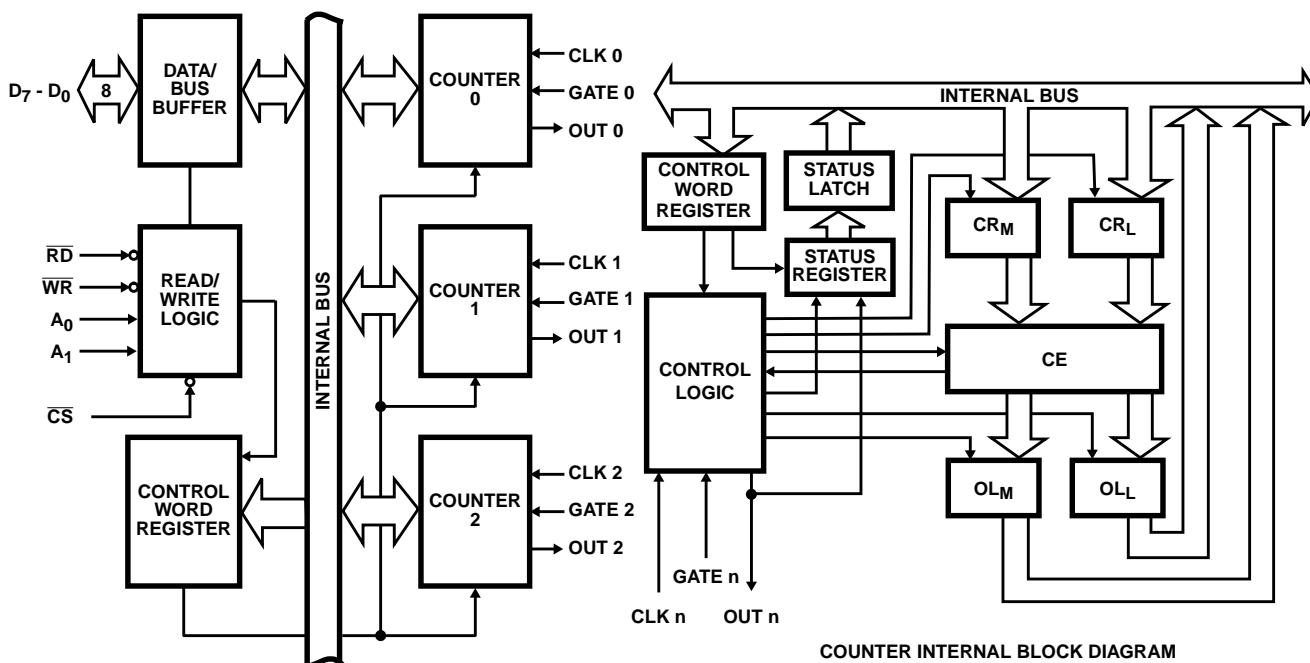 D7 - D0
8
DATA/
BUS
BUFFER
RD
WR
A0
A1
CS
READ/
WRITE
LOGIC
CONTROL
WORD
REGISTER
INTERNAL BUS
COUNTER
0
CLK 0
GATE 0
OUT 0
COUNTER
1
CLK 1
GATE 1
OUT 1
COUNTER
2
CLK 2
GATE 2
OUT 2
INTERNAL BUS
CONTROL
WORD
REGISTER
STATUS
LATCH
STATUS
REGISTER
CONTROL
LOGIC
CRM
CRL
CE
OLM
OLL
GATE n
CLK n
OUT n
COUNTER INTERNAL BLOCK DIAGRAM